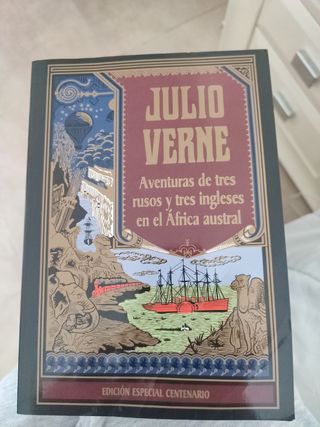 JULIO
VERNE
Aventuras de tres
rusos y tres ingleses
en el África austral
EDICIÓN ESPECIAL CENTENARIO